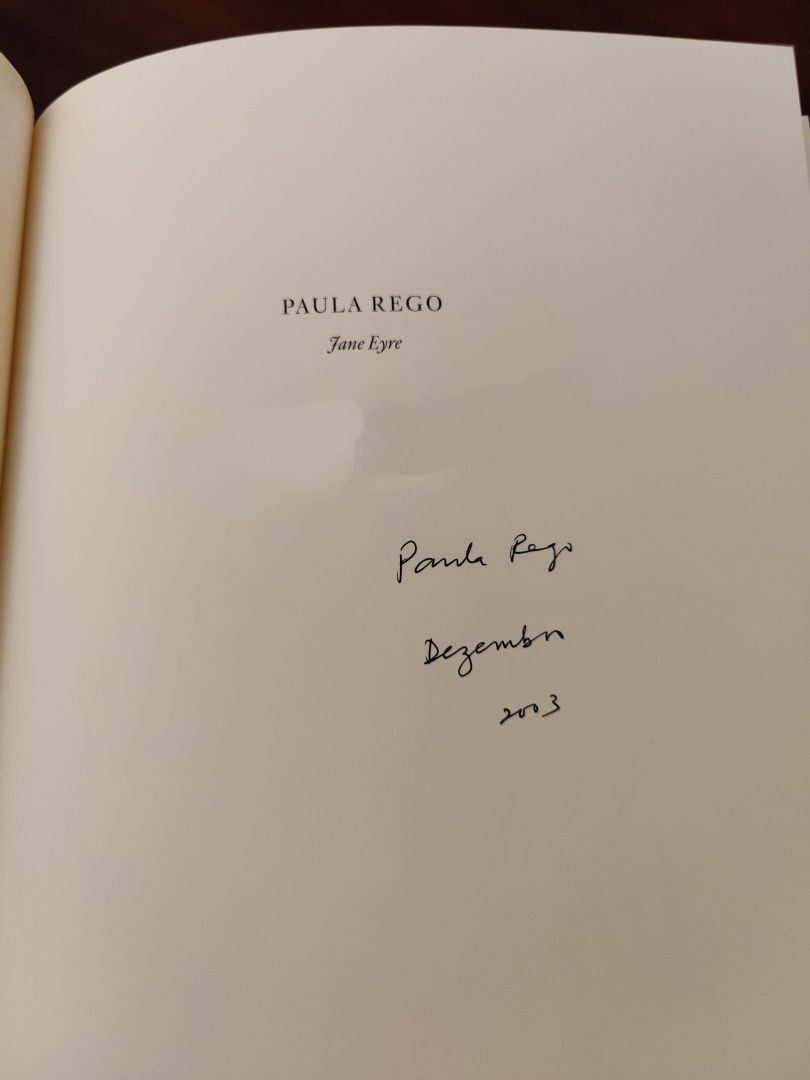 PAULA REGO
Jane Eyre
Paula Rego
Dezembro
2003